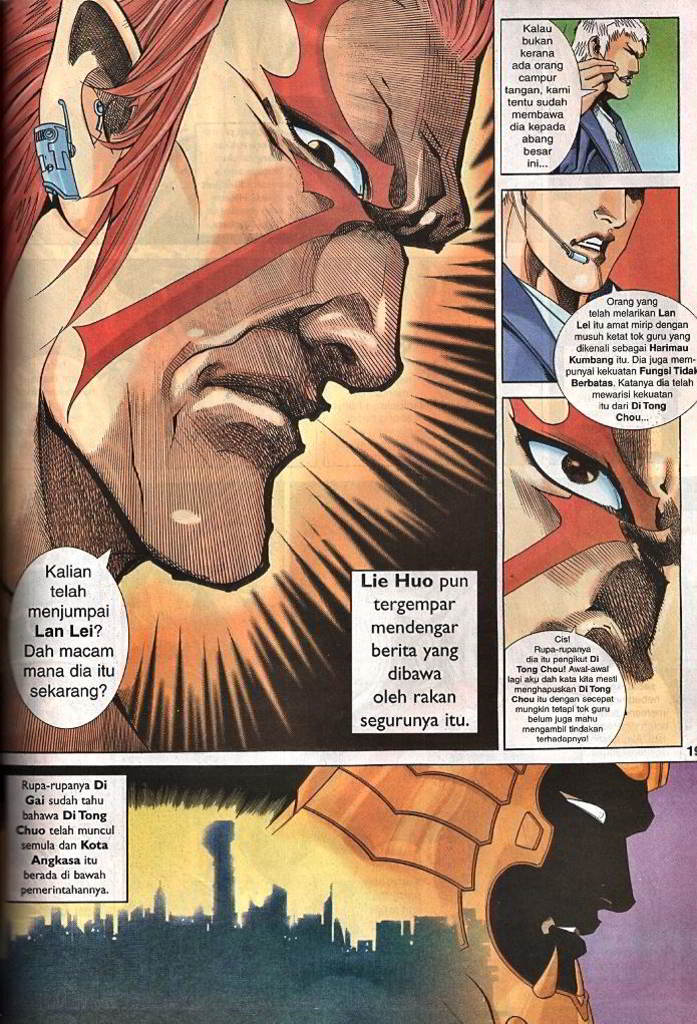 Kalian
telah
menjumpai
Lan Lei?
Dah macam
mana dia itu
sekarang?
Lie Huo pun
tergempar
mendengar
berita yang
dibawa
oleh rakan
segurunya itu.
Kalau
bukan
kerana
ada orang
campur
tangan, kami
tentu sudah
membawa
dia kepada
abang
besar
ini...
Orang yang
telah melarikan Lan
Lei itu amat mirip dengan
musuh ketat tok guru yang
dikenali sebagai Harimau
Kumbang itu. Dia juga mem-
punyai kekuatan Fungsi Tidak
Berbatas. Katanya dia telah
mewarisi kekuatan
itu dari Di Tong
Chou...
Cis!
Rupa-rupanya
dia itu pengikut Di
Tong Chou! Awal-awal
lagi aku dah kata kita mesti
menghapuskan Di Tong
Chou itu dengan secepat
mungkin tetapi tok guru
belum juga mahu
mengambil tindakan
terhadapnya!
Rupa-rupanya Di
Gai sudah tahu
bahawa Di Tong
Chuo telah muncul
semula dan Kota
Angkasa itu
berada di bawah
pemerintahannya.